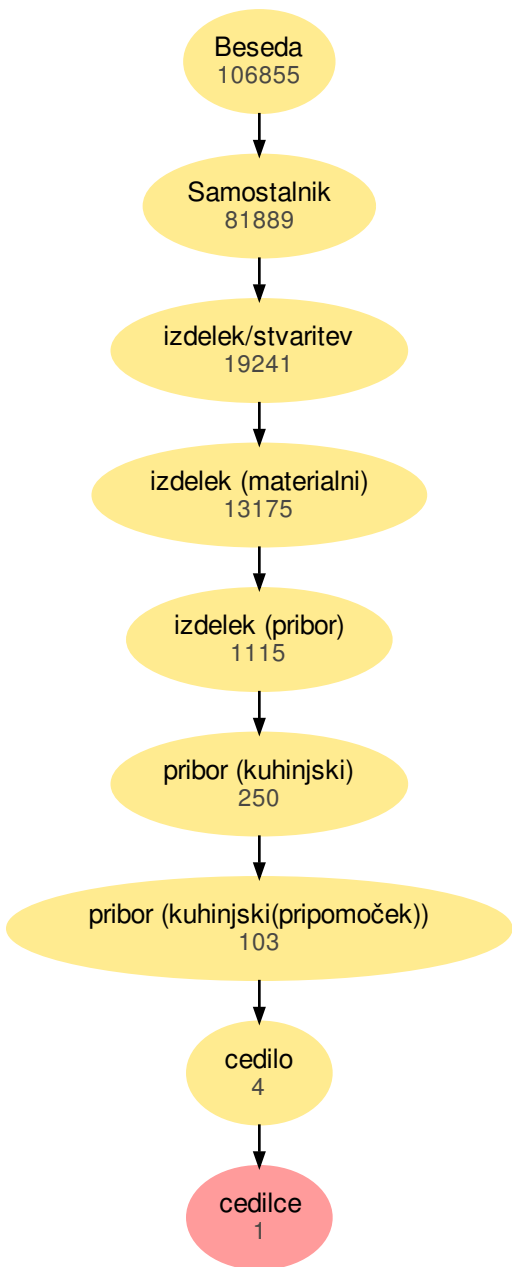 Beseda
106855
Samostalnik
81889
izdelek/stvaritev
19241
izdelek (materialni)
13175
izdelek (pribor)
1115
pribor (kuhinjski)
250
pribor (kuhinjski(pripomoček))
103
cedilo
4
cedilce
1